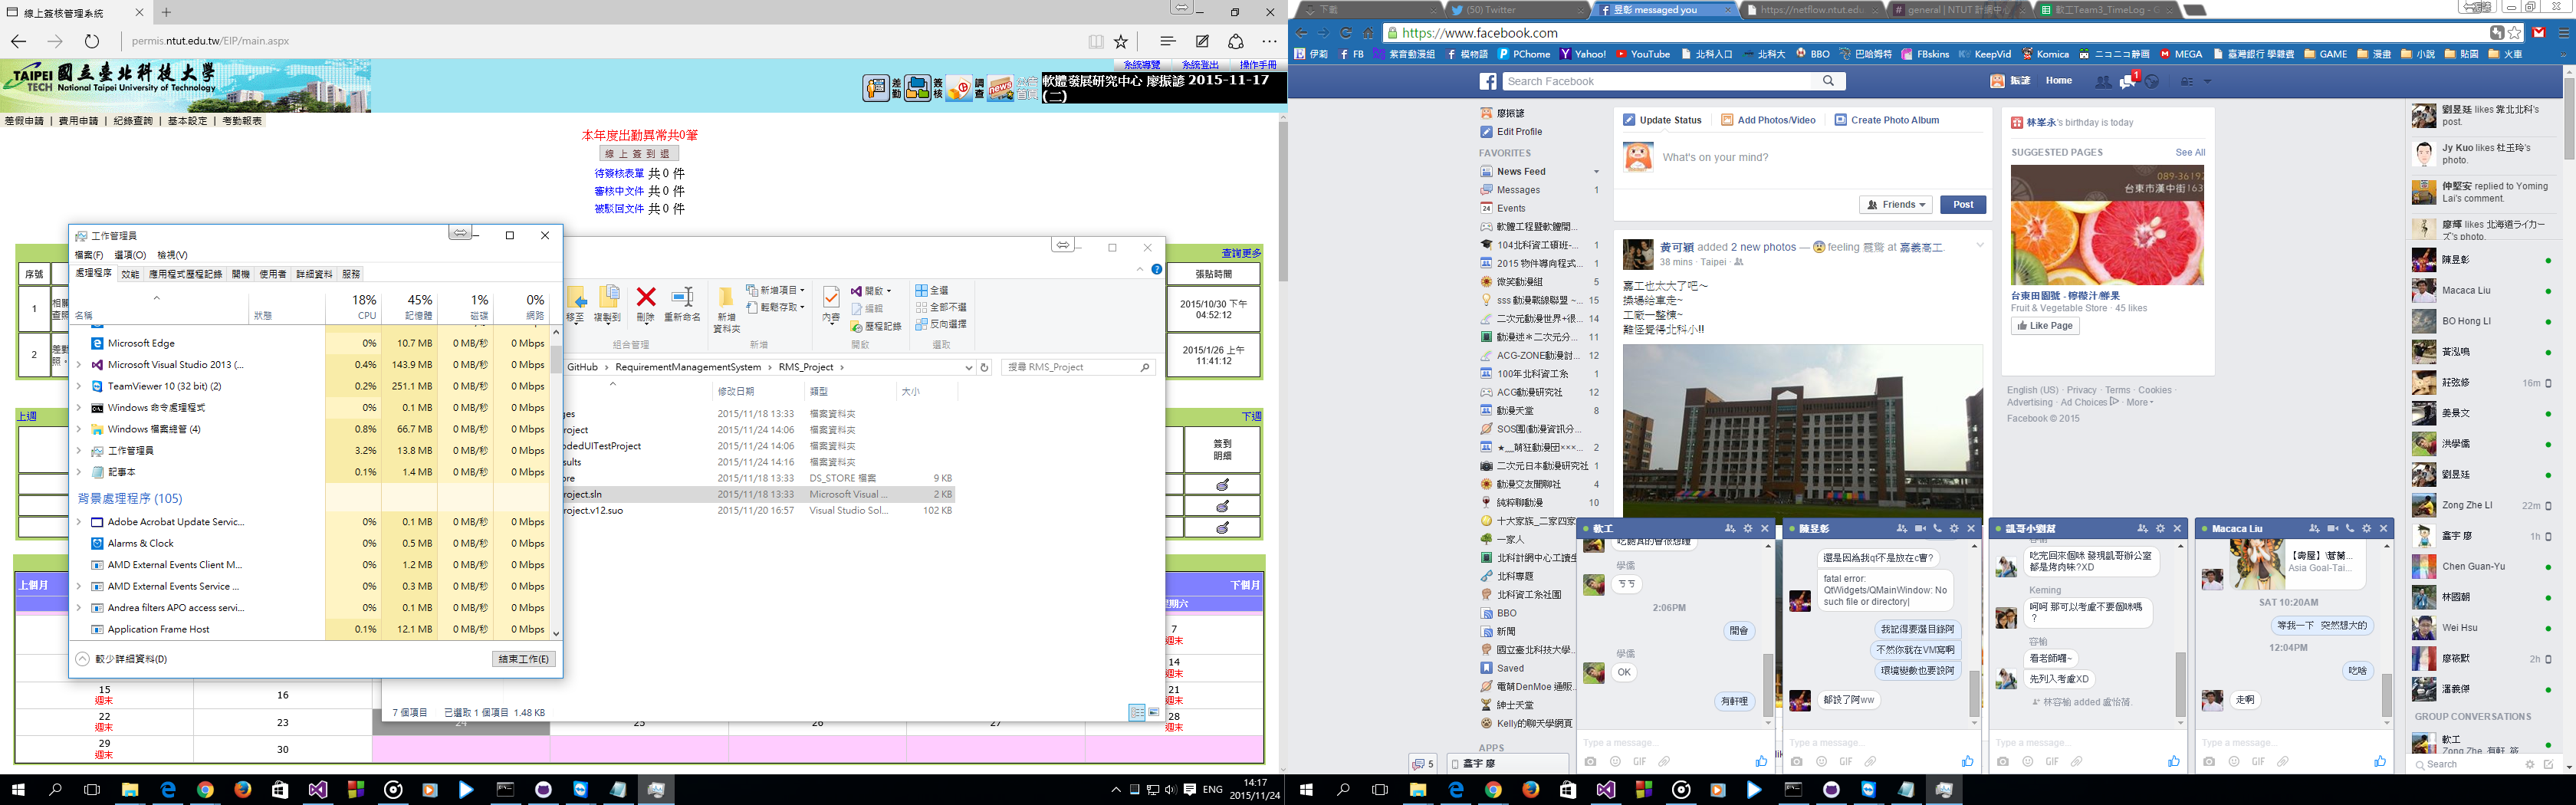 線上簽核管理系統
permis.ntut.edu.tw/EIP/main.aspx
TAIPEI TECH 國立臺北科技大學
National Taipei University of Technology
系統導覽 系統登出 操作手冊
差勤 簽核 調查
軟體發展研究中心 廖振諺 2015-11-17 (二)
差假申請 | 費用申請 | 紀錄查詢 | 基本設定 | 考勤報表
本年度出勤異常共0筆
線上簽到退
待簽核表單 共 0 件
審核中文件 共 0 件
被駁回文件 共 0 件
查詢更多
序號
張貼時間
1
2015/10/30 下午 04:52:12
2
2015/1/26 上午 11:41:12
上週
下週
簽到明細
上個月
下個月
7
週末
14
週末
15
週末
16
21
週末
22
週末
23
24
25
26
27
28
週末
29
週末
30
工作管理員
檔案(F) 選項(O) 檢視(V)
處理程序 效能 應用程式歷程記錄 開機 使用者 詳細資料 服務
18% 45% 1% 0%
名稱 狀態 CPU 記憶體 磁碟 網路
Microsoft Edge 0% 10.7 MB 0 MB/秒 0 Mbps
Microsoft Visual Studio 2013 (... 0.4% 143.9 MB 0 MB/秒 0 Mbps
TeamViewer 10 (32 bit) (2) 0.2% 251.1 MB 0 MB/秒 0 Mbps
Windows 命令處理程式 0% 0.1 MB 0 MB/秒 0 Mbps
Windows 檔案總管 (4) 0.8% 66.7 MB 0 MB/秒 0 Mbps
工作管理員 3.2% 13.8 MB 0 MB/秒 0 Mbps
記事本 0.1% 1.4 MB 0 MB/秒 0 Mbps
背景處理程序 (105)
Adobe Acrobat Update Servic... 0% 0.1 MB 0 MB/秒 0 Mbps
Alarms & Clock 0% 0.5 MB 0 MB/秒 0 Mbps
AMD External Events Client M... 0% 1.2 MB 0 MB/秒 0 Mbps
AMD External Events Service ... 0% 0.3 MB 0 MB/秒 0 Mbps
Andrea filters APO access servi... 0% 0.1 MB 0 MB/秒 0 Mbps
Application Frame Host 0.1% 12.1 MB 0 MB/秒 0 Mbps
較少詳細資料(D)
結束工作(E)
移至 複製到 刪除 重新命名 新增資料夾 新增項目 輕鬆存取 內容 開啟 編輯 歷程記錄 全選 全部不選 反向選擇
組合管理 新增 開啟 選取
GitHub > RequirementManagementSystem > RMS_Project >
搜尋 RMS_Project
修改日期 類型 大小
ges 2015/11/18 13:33 檔案資料夾
roject 2015/11/24 14:06 檔案資料夾
odedUITestProject 2015/11/24 14:06 檔案資料夾
sults 2015/11/24 14:16 檔案資料夾
ore 2015/11/18 13:33 DS_STORE 檔案 9 KB
roject.sln 2015/11/18 13:33 Microsoft Visual ... 2 KB
roject.v12.suo 2015/11/20 16:57 Visual Studio Sol... 102 KB
7 個項目 已選取 1 個項目 1.48 KB
ENG
14:17
2015/11/24
下載
(50) Twitter
昱彰 messaged you
https://netflow.ntut.edu
general | NTUT 計網中心
軟工Team3_TimeLog - G
https://www.facebook.com
伊莉 FB 紫音動漫組 模物語 PChome Yahoo! YouTube 北科入口 北科大 BBO 巴哈姆特 FBskins KeepVid Komica ニコニコ静画 MEGA 臺灣銀行 學雜費 GAME 漫畫 小說 貼圖 火車
Search Facebook
振諺 Home
1
廖振諺
Edit Profile
FAVORITES
News Feed
Messages 1
Events
軟體工程暨軟體開...
104北科資工碩班-... 1
2015 物件導向程式... 1
微笑動漫組 5
sss 動漫戰線聯盟 ~... 15
二次元動漫世界+很... 14
動漫迷＊二次元分... 11
ACG-ZONE動漫討... 12
100年北科資工系 1
ACG動漫研究社 12
動漫天堂 8
SOS團(動漫資訊分...
★__萌狂動漫団×××... 2
二次元日本動漫研究社 1
動漫交友閒聊社 4
純粹聊動漫 10
十大家族_二家四家
一家人
北科計網中心工讀生
北科專題
北科資工系社團
BBO
新聞
國立臺北科技大學...
Saved
電萌DenMoe 通販...
紳士天堂
Kelly的聊天學網頁
APPS
Update Status Add Photos/Video Create Photo Album
What's on your mind?
Friends Post
黃可穎 added 2 new photos — feeling 震驚 at 嘉義高工.
38 mins · Taipei ·
嘉工也太大了吧～
操場給車走~
工廠一整棟~
難怪覺得北科小!!
林峯永's birthday is today
SUGGESTED PAGES See All
089-36192
台東市漢中街163
台東田園號 - 檸檬汁/鮮果
Fruit & Vegetable Store · 45 likes
Like Page
English (US) · Privacy · Terms · Cookies ·
Advertising · Ad Choices · More
Facebook © 2015
劉昱廷 likes 靠北北科's post.
Jy Kuo likes 杜玉玲's photo.
仲堅安 replied to Yoming Lai's comment.
廖輝 likes 北海道ライカーズ's photo.
陳昱彰
Macaca Liu
BO Hong LI
黃泓鳴
莊弦修 16m
姜景文
洪學儒
劉昱廷
Zong Zhe LI 22m
鑫宇 廖 1h
Chen Guan-Yu
林國朝
Wei Hsu
廖筱默 2h
潘義傑
GROUP CONVERSATIONS
軟工
Search
軟工
學儒
ㄎㄎ
2:06PM
開會
學儒
OK
有軒哩
Type a message...
陳昱彰
還是因為我qt不是放在c曹?
fatal error:
QtWidgets/QMainWindow: No
such file or directory|
我記得要選目錄阿
不然你就在VM寫啊
環境變數也要設阿
都設了阿ww
Type a message...
凱哥小劉幫
吃完回來個咪 發現凱哥辦公室都是烤肉味?XD
Keming
呵呵 那可以考慮不要個咪嗎?
容榆
看老師囉~
先列入考慮XD
林容榆 added 盧怡蒨.
Type a message...
Macaca Liu
Asia Goal-Tai...
SAT 10:20AM
等我一下 突然想大的
12:04PM
吃啥
走啊
Type a message...
5
鑫宇 廖
GIF